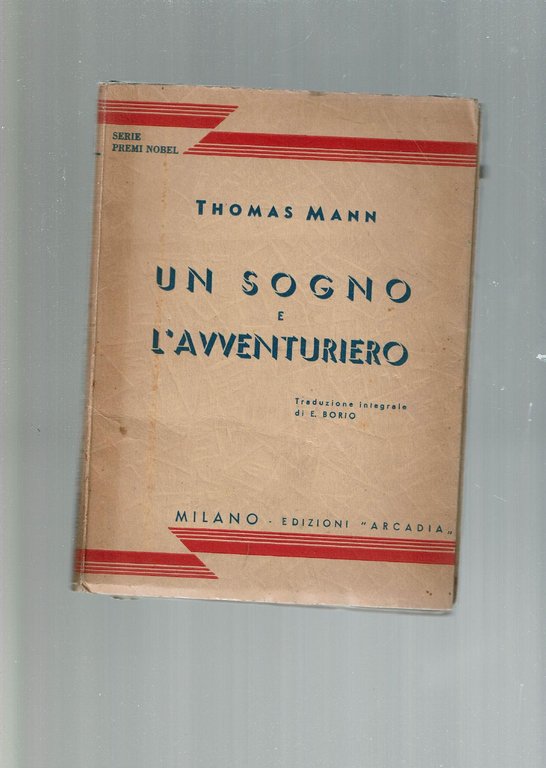 SERIE
PREMI NOBEL
THOMAS MANN
UN SOGNO
E
L'AVVENTURIERO
Traduzione integrale
di E. BORIO
MILANO - EDIZIONI "ARCADIA"